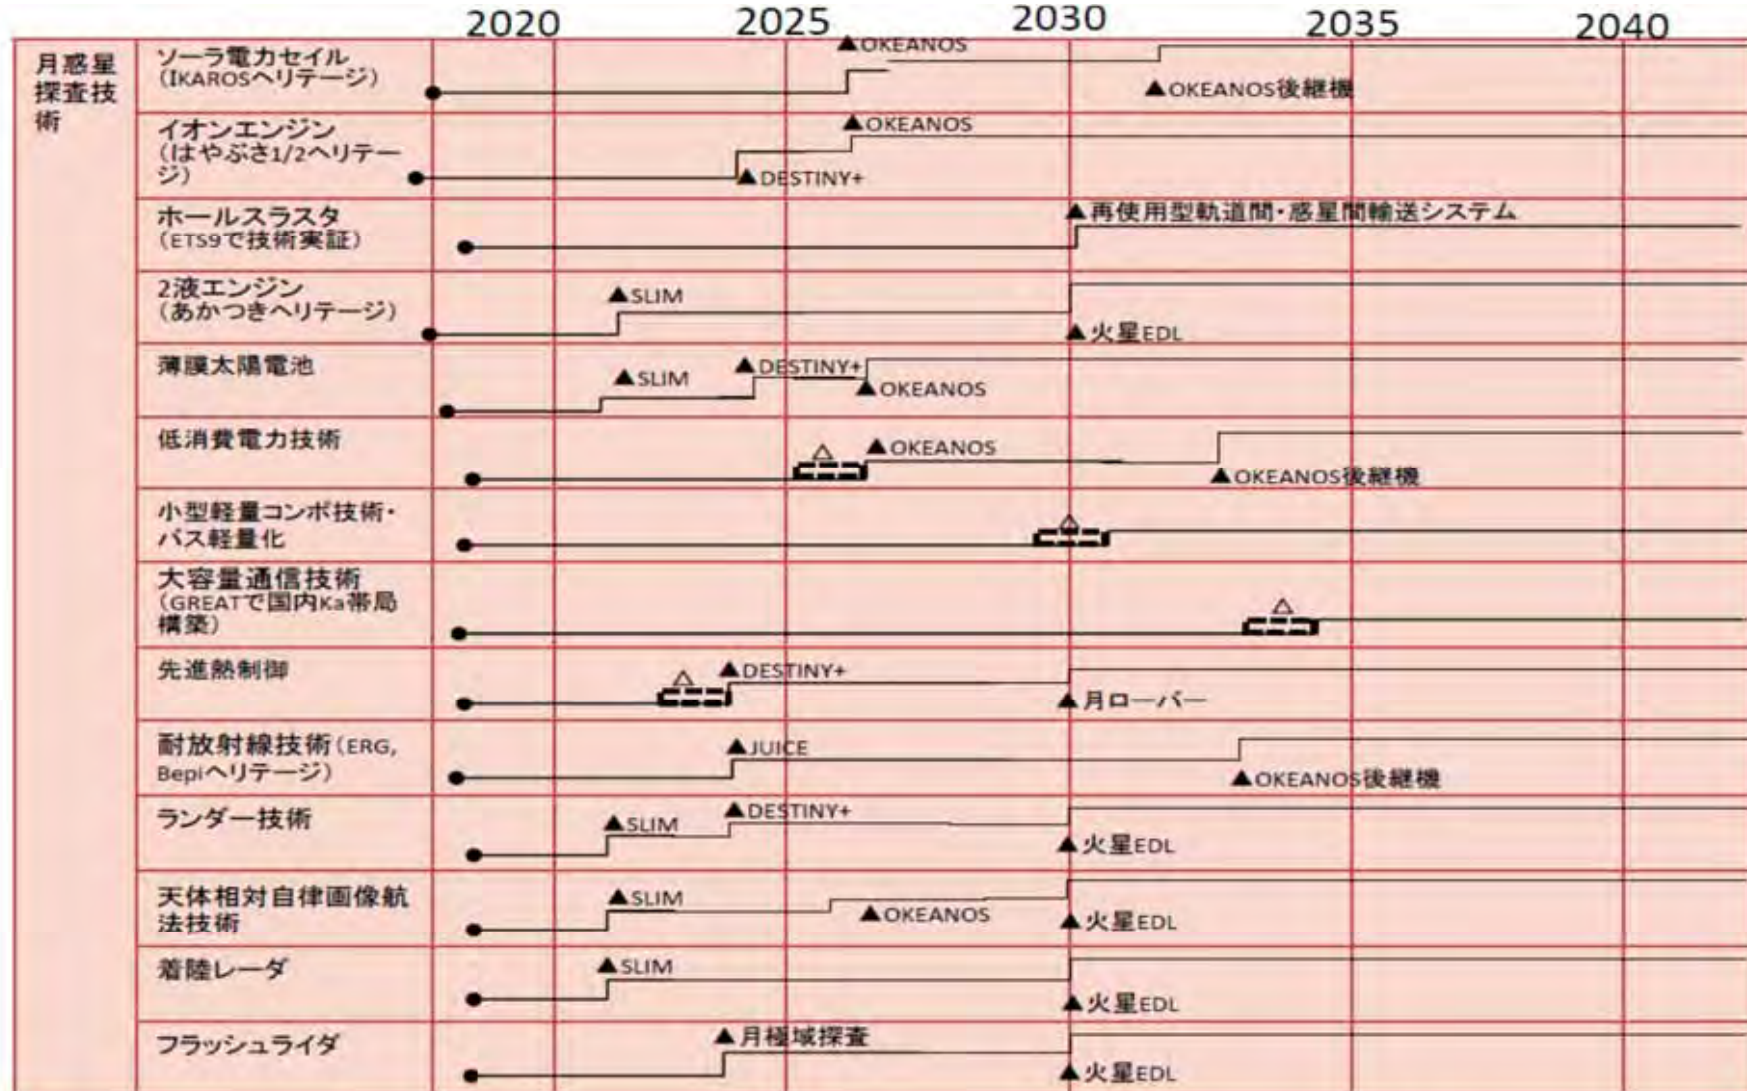 2020 2025 2030 2035 2040
月惑星
探査技
術
ソーラ電力セイル
(IKAROSヘリテージ)
▲OKEANOS
▲OKEANOS後継機
イオンエンジン
(はやぶさ1/2ヘリテー
ジ)
▲OKEANOS
▲DESTINY+
ホールスラスタ
(ETS9で技術実証)
▲再使用型軌道間・惑星間輸送システム
2液エンジン
(あかつきヘリテージ)
▲SLIM
▲火星EDL
薄膜太陽電池
▲SLIM
▲DESTINY+
▲OKEANOS
低消費電力技術
△
▲OKEANOS
▲OKEANOS後継機
小型軽量コンポ技術・
バス軽量化
△
大容量通信技術
(GREATで国内Ka帯局
構築)
△
先進熱制御
△
▲DESTINY+
▲月ローバー
耐放射線技術(ERG,
Bepiヘリテージ)
▲JUICE
▲OKEANOS後継機
ランダー技術
▲SLIM
▲DESTINY+
▲火星EDL
天体相対自律画像航
法技術
▲SLIM
▲OKEANOS
▲火星EDL
着陸レーダ
▲SLIM
▲火星EDL
フラッシュライダ
▲月極域探査
▲火星EDL